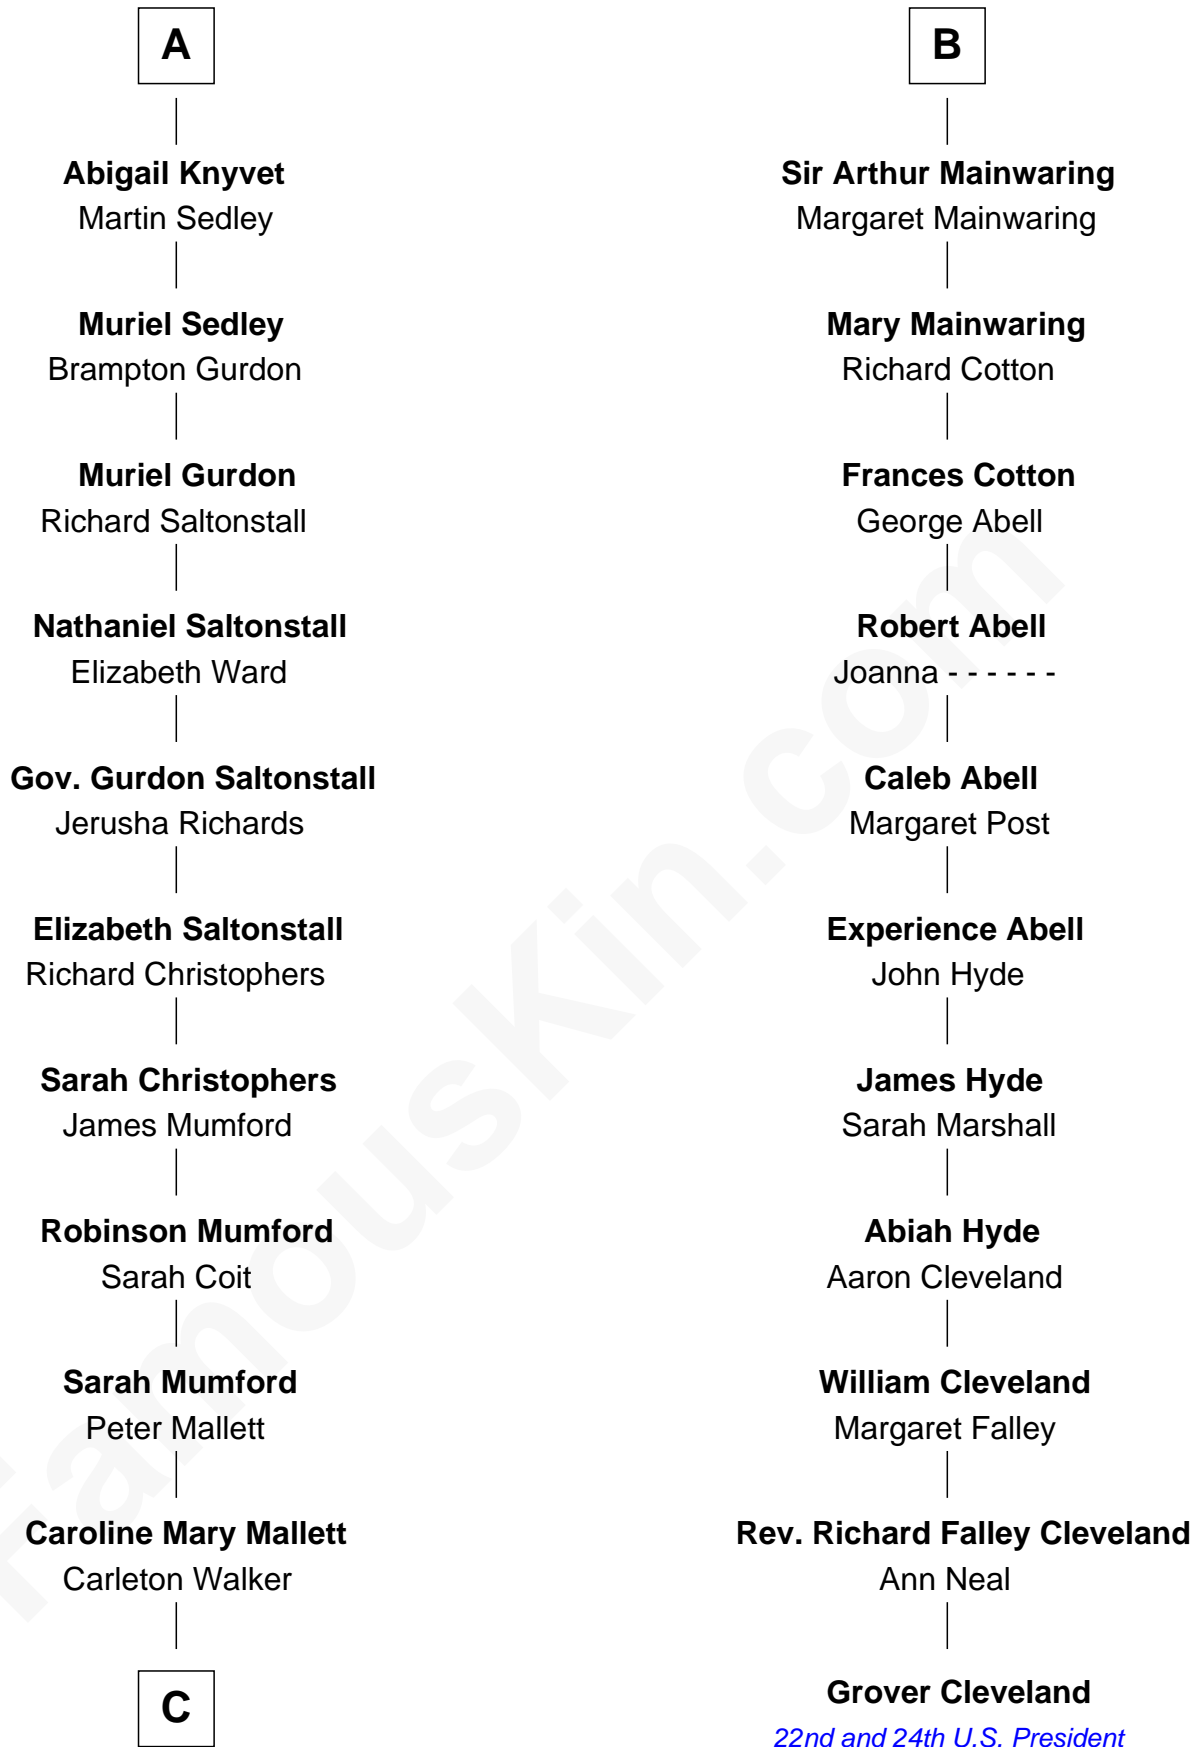 A
Abigail Knyvet
Martin Sedley
Muriel Sedley
Brampton Gurdon
Muriel Gurdon
Richard Saltonstall
Nathaniel Saltonstall
Elizabeth Ward
Gov. Gurdon Saltonstall
Jerusha Richards
Elizabeth Saltonstall
Richard Christophers
Sarah Christophers
James Mumford
Robinson Mumford
Sarah Coit
Sarah Mumford
Peter Mallett
Caroline Mary Mallett
Carleton Walker
C
B
Sir Arthur Mainwaring
Margaret Mainwaring
Mary Mainwaring
Richard Cotton
Frances Cotton
George Abell
Robert Abell
Joanna - - - - - -
Caleb Abell
Margaret Post
Experience Abell
John Hyde
James Hyde
Sarah Marshall
Abiah Hyde
Aaron Cleveland
William Cleveland
Margaret Falley
Rev. Richard Falley Cleveland
Ann Neal
Grover Cleveland
22nd and 24th U.S. President
FamousKin.com